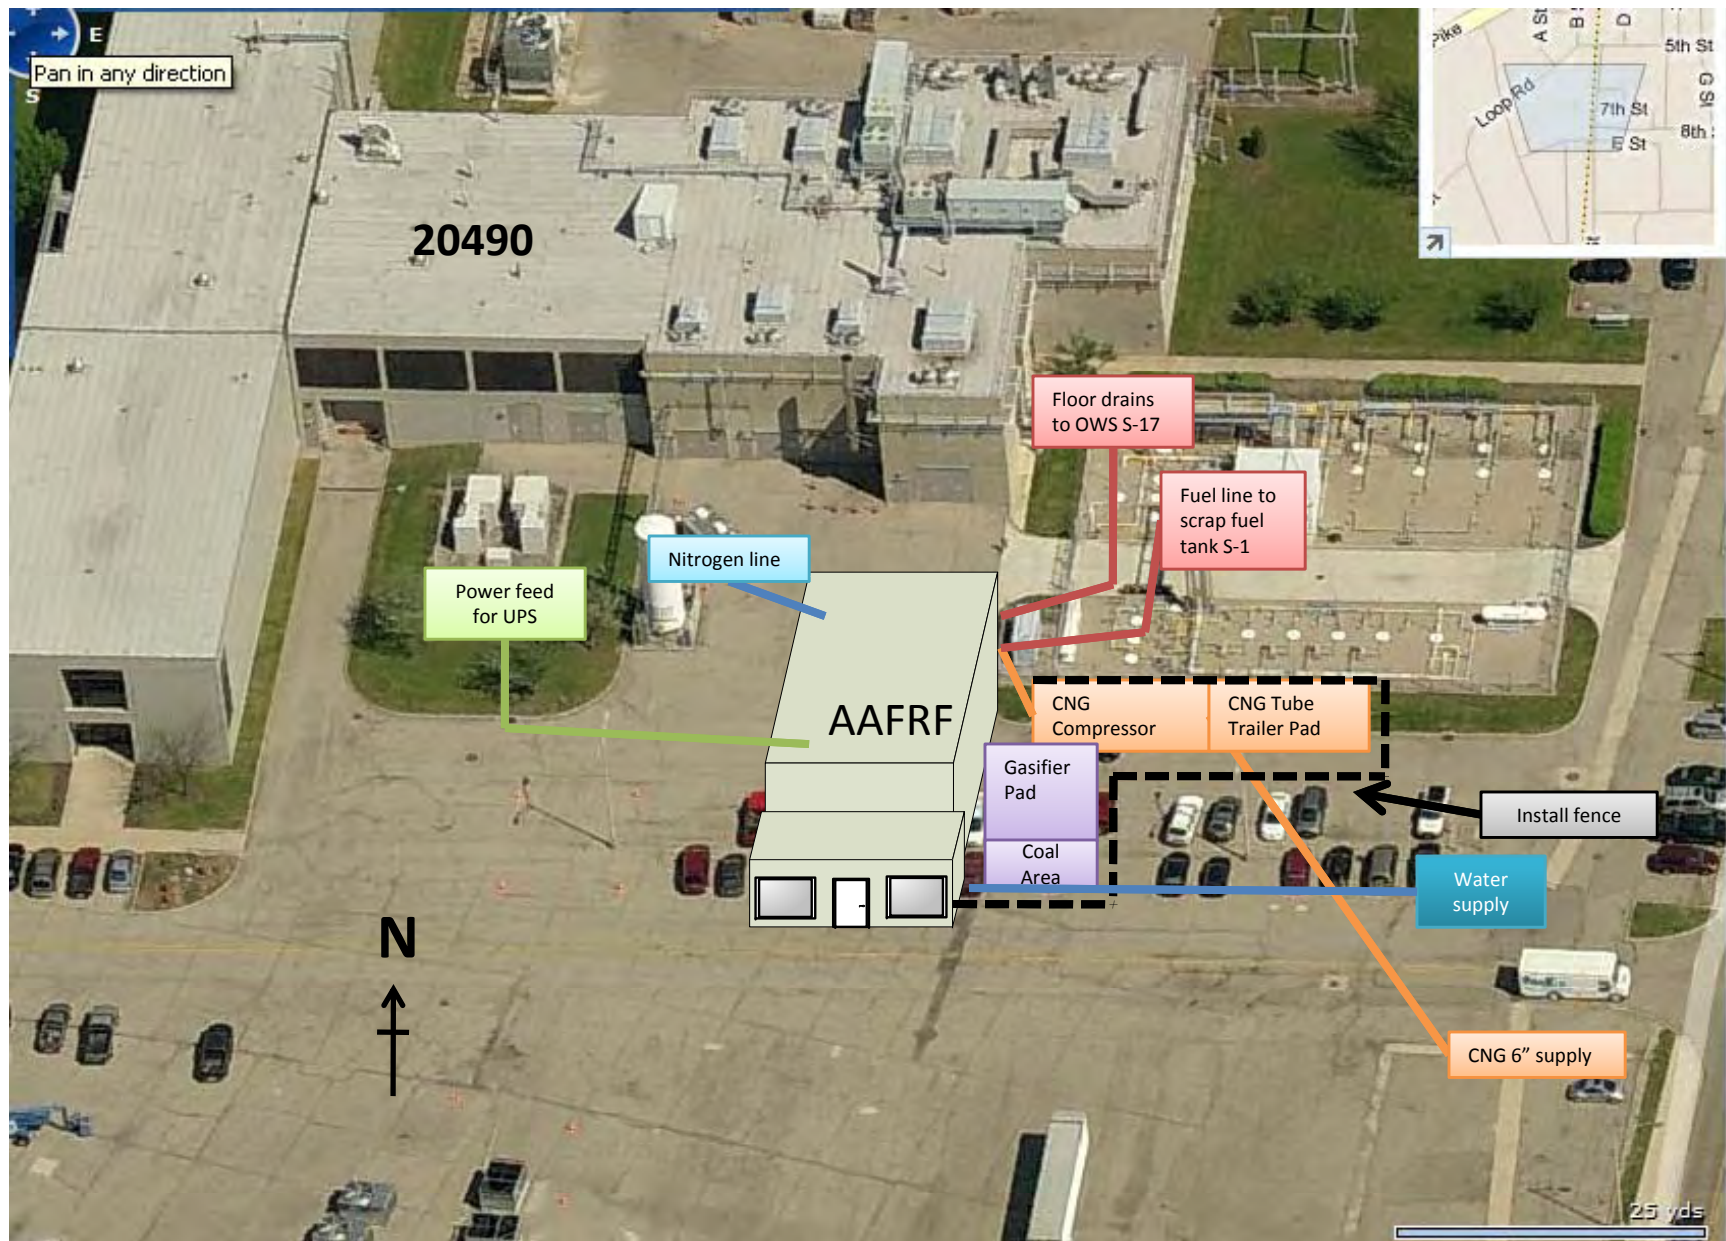 E
Pan in any direction
S
Pike
A St
B S
D
5th St
G St
Loop Rd
7th St
8th
E St
20490
Floor drains
to OWS S-17
Fuel line to
scrap fuel
tank S-1
Nitrogen line
Power feed
for UPS
AAFRF
CNG
Compressor
CNG Tube
Trailer Pad
Gasifier
Pad
Install fence
Coal
Area
Water
supply
N
CNG 6” supply
25 yds